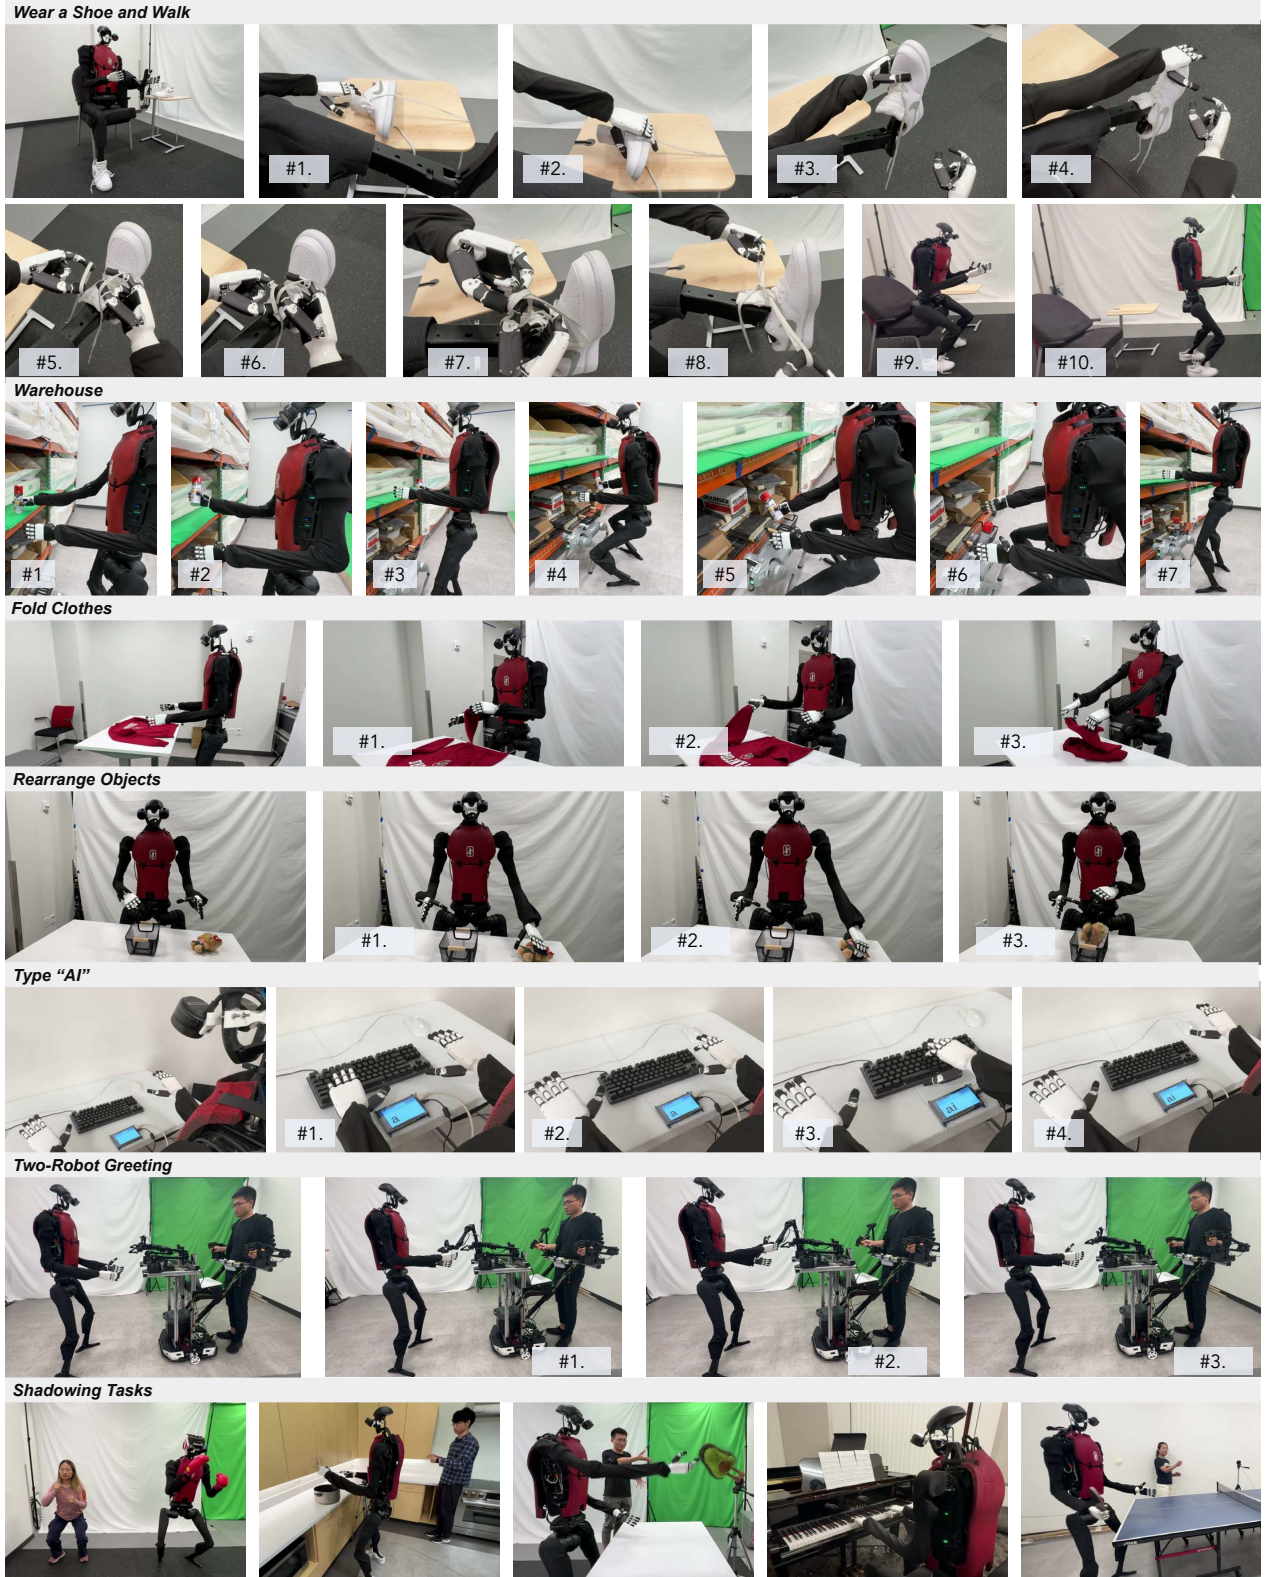 Wear a Shoe and Walk
#1.
#2.
#3.
#4.
#5.
#6.
#7.
#8.
#9.
#10.
Warehouse
#1
#2
#3
#4
#5
#6
#7
Fold Clothes
#1.
#2.
#3.
Rearrange Objects
#1.
#2.
#3.
Type “AI”
a
#1.
a
#2.
ai
#3.
ai
#4.
Two-Robot Greeting
#1.
#2.
#3.
Shadowing Tasks